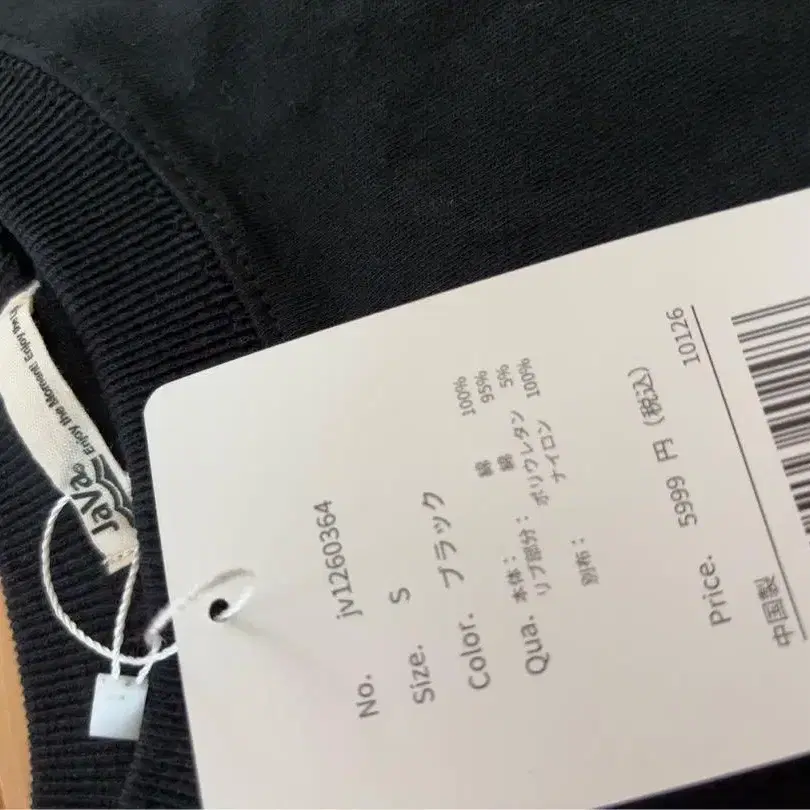 No. jv1260364
Size. S
Color. ブラック
Qua. 本体： 綿 100%
リブ部分： 綿 95%
ポリウレタン 5%
別布： ナイロン 100%
Price. 5999 円 (税込)
10126
中国製
JaVa
Enjoy the Moment! Enjoy the